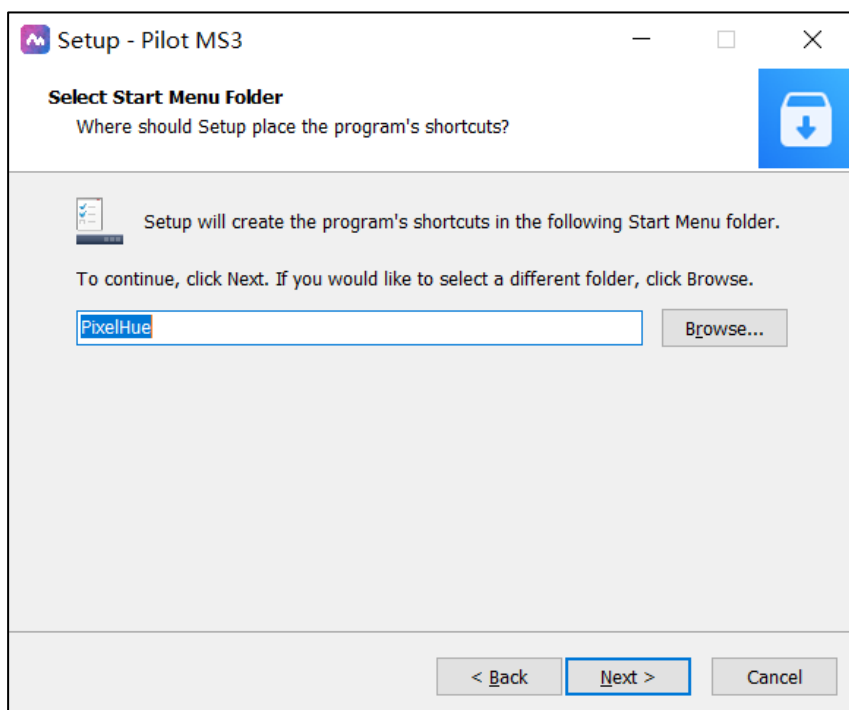 Setup - Pilot MS3
Select Start Menu Folder
Where should Setup place the program's shortcuts?
Setup will create the program's shortcuts in the following Start Menu folder.
To continue, click Next. If you would like to select a different folder, click Browse.
PixelHue
Browse...
< Back
Next >
Cancel